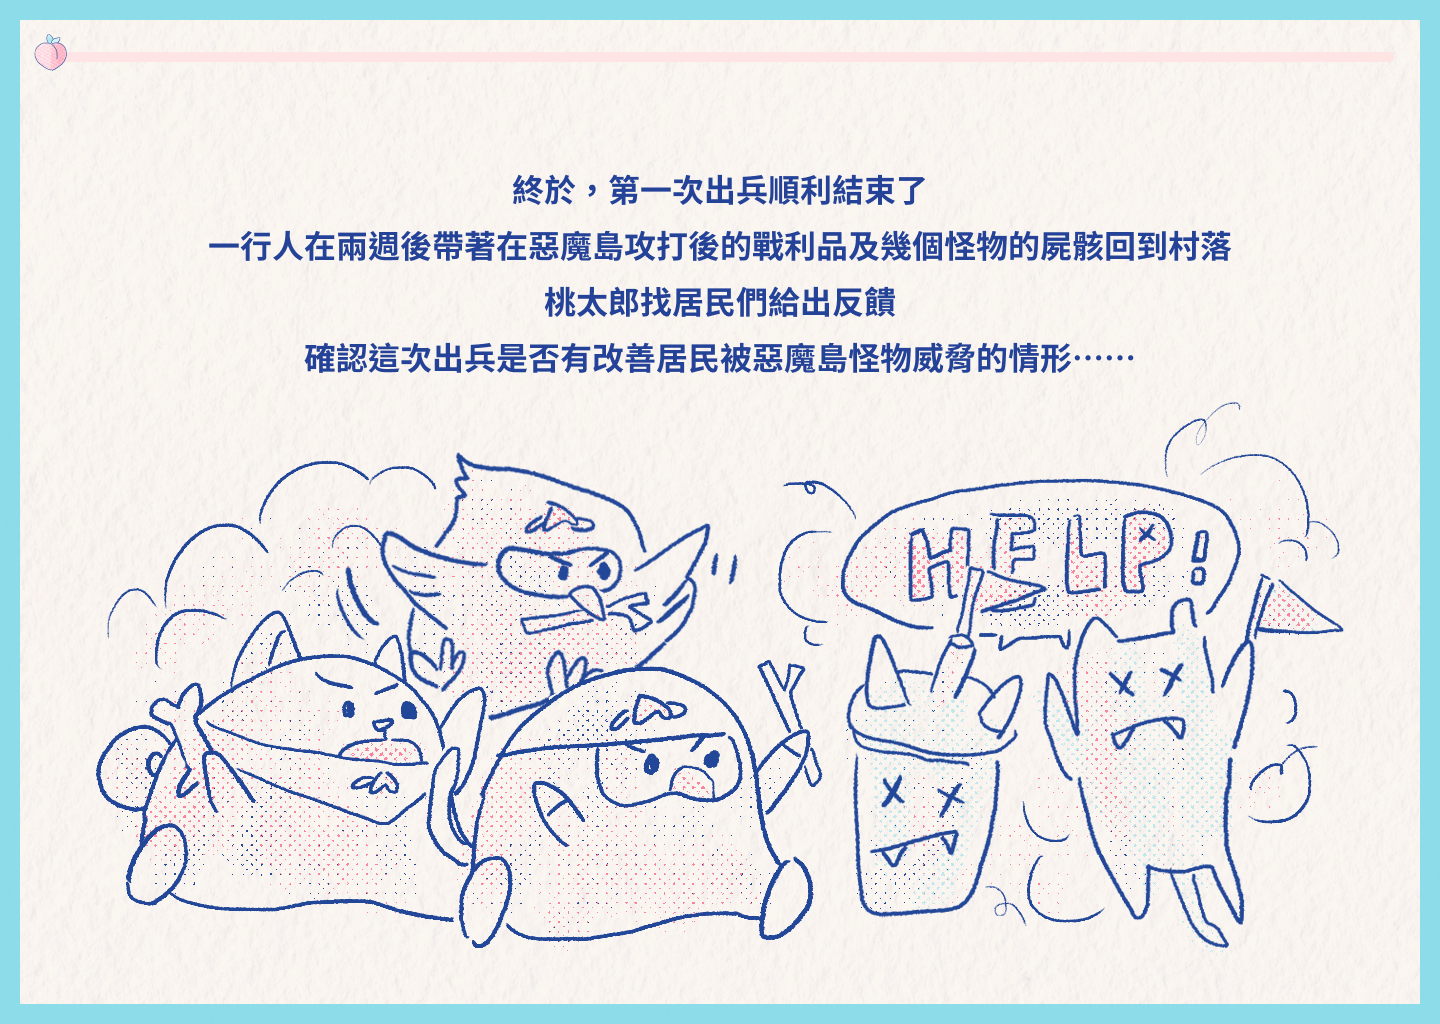 終於，第一次出兵順利結束了
一行人在兩週後帶著在惡魔島攻打後的戰利品及幾個怪物的屍骸回到村落
桃太郎找居民們給出反饋
確認這次出兵是否有改善居民被惡魔島怪物威脅的情形⋯⋯
HELP!